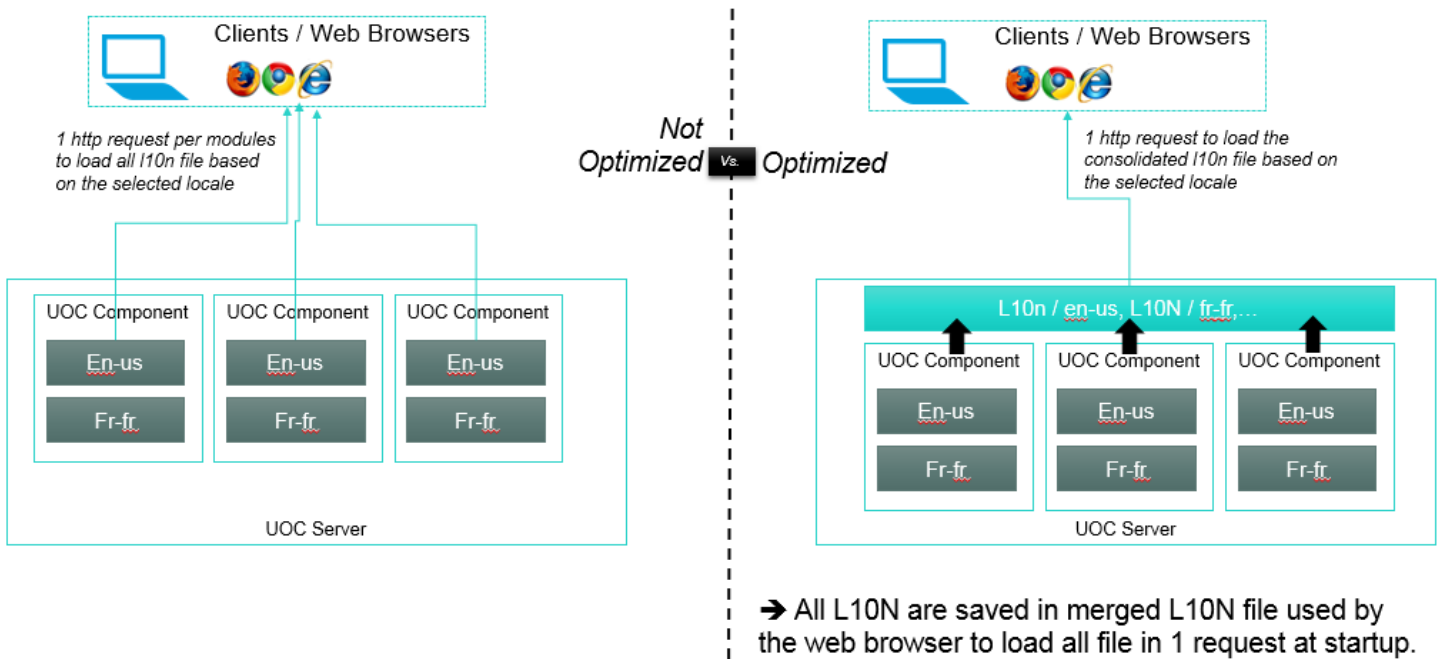 Clients / Web Browsers
1 http request per modules
to load all l10n file based
on the selected locale
UOC Component
En-us
Fr-fr
UOC Component
En-us
Fr-fr
UOC Component
En-us
Fr-fr
UOC Server
Not
Optimized
Vs.
Optimized
Clients / Web Browsers
1 http request to load the
consolidated l10n file based on
the selected locale
L10n / en-us, L10N / fr-fr,...
UOC Component
En-us
Fr-fr
UOC Component
En-us
Fr-fr
UOC Component
En-us
Fr-fr
UOC Server
➔ All L10N are saved in merged L10N file used by
the web browser to load all file in 1 request at startup.